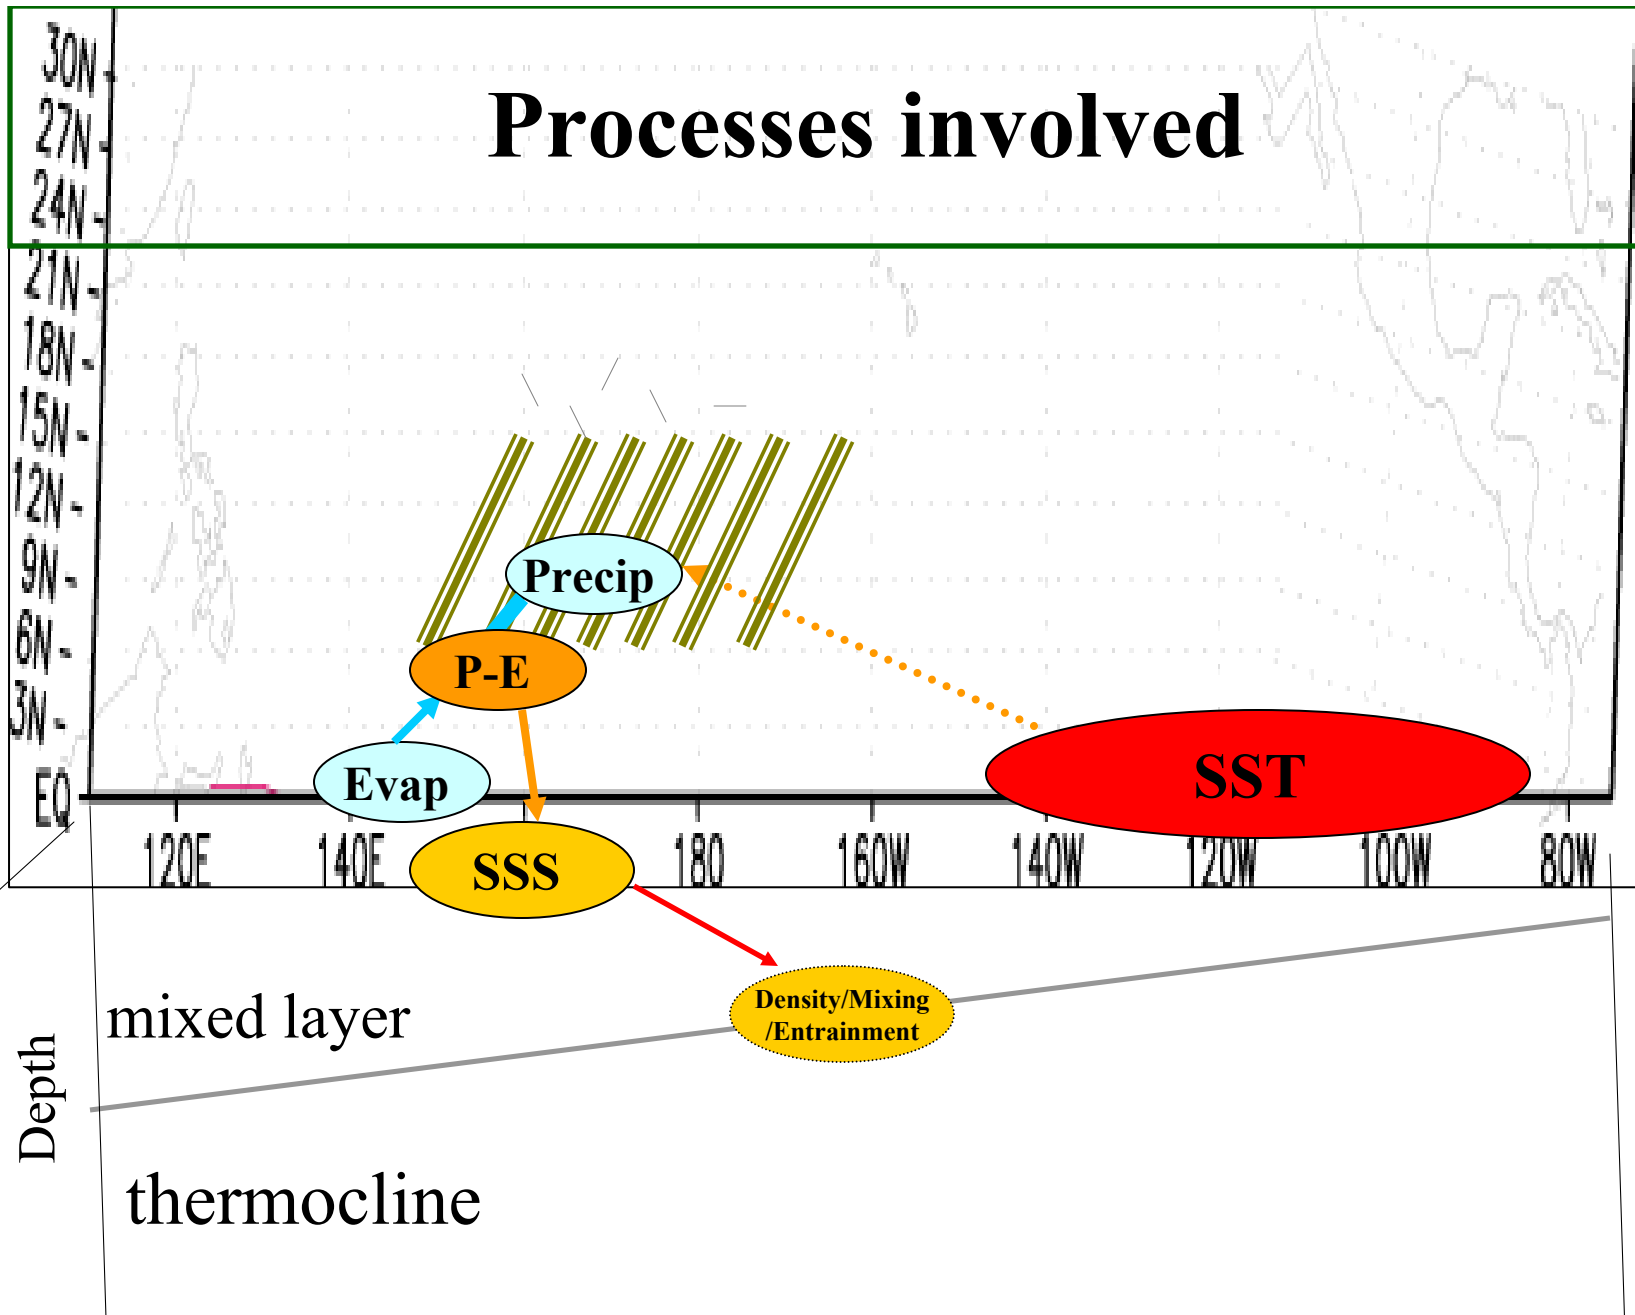 Processes involved
30N
27N
24N
21N
18N
15N
12N
9N
6N
3N
EQ
Precip
P-E
Evap
SST
SSS
120E
140E
180
160W
140W
120W
100W
80W
Density/Mixing
/Entrainment
mixed layer
Depth
thermocline